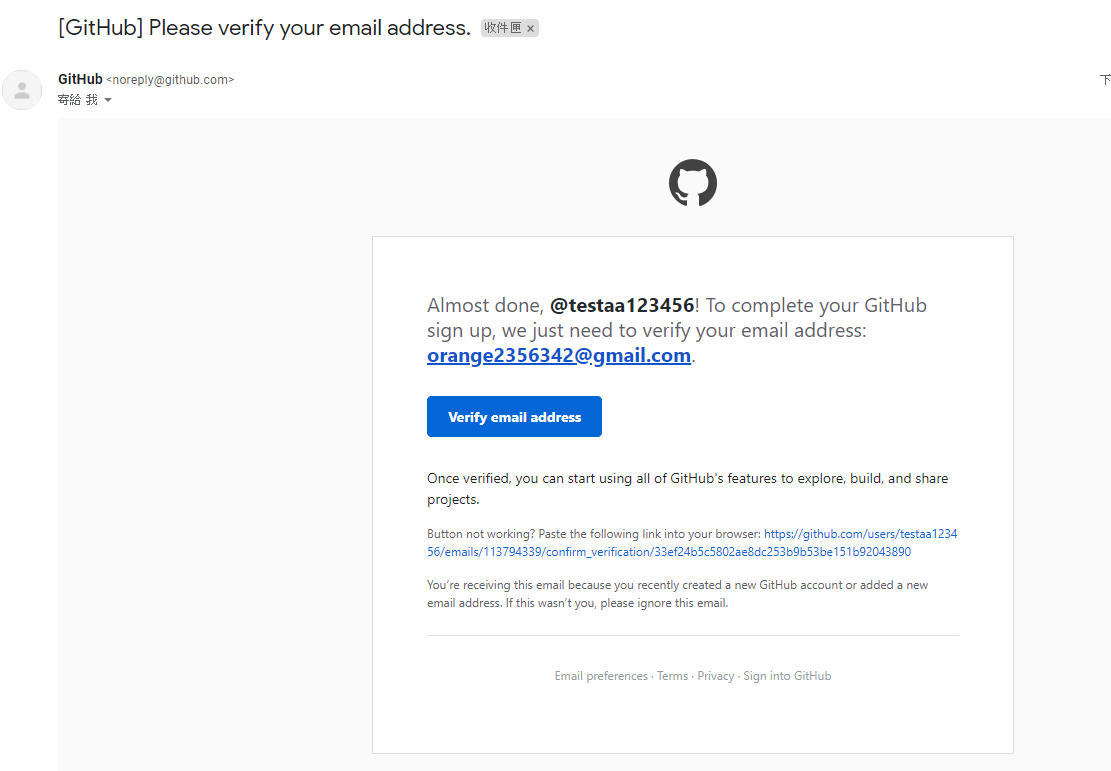 [GitHub] Please verify your email address. 收件匣 ×
GitHub <noreply@github.com>
下
寄給 我
Almost done, @testaa123456! To complete your GitHub
sign up, we just need to verify your email address:
orange2356342@gmail.com.
Verify email address
Once verified, you can start using all of GitHub's features to explore, build, and share
projects.
Button not working? Paste the following link into your browser: https://github.com/users/testaa1234
56/emails/113794339/confirm_verification/33ef24b5c5802ae8dc253b9b53be151b92043890
You’re receiving this email because you recently created a new GitHub account or added a new
email address. If this wasn’t you, please ignore this email.
Email preferences · Terms · Privacy · Sign into GitHub